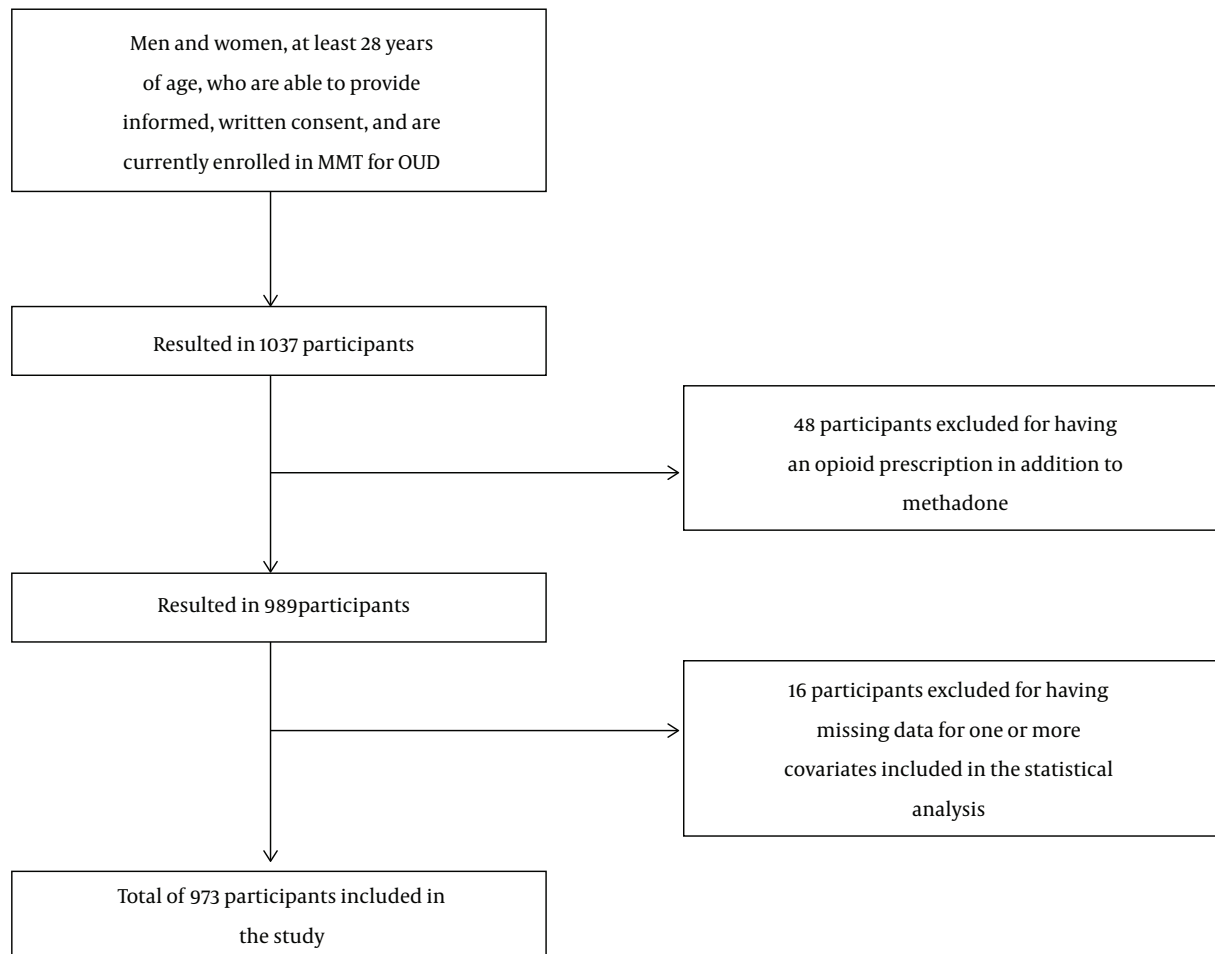 Men and women, at least 28 years
of age, who are able to provide
informed, written consent, and are
currently enrolled in MMT for OUD
Resulted in 1037 participants
48 participants excluded for having
an opioid prescription in addition to
methadone
Resulted in 989participants
16 participants excluded for having
missing data for one or more
covariates included in the statistical
analysis
Total of 973 participants included in
the study